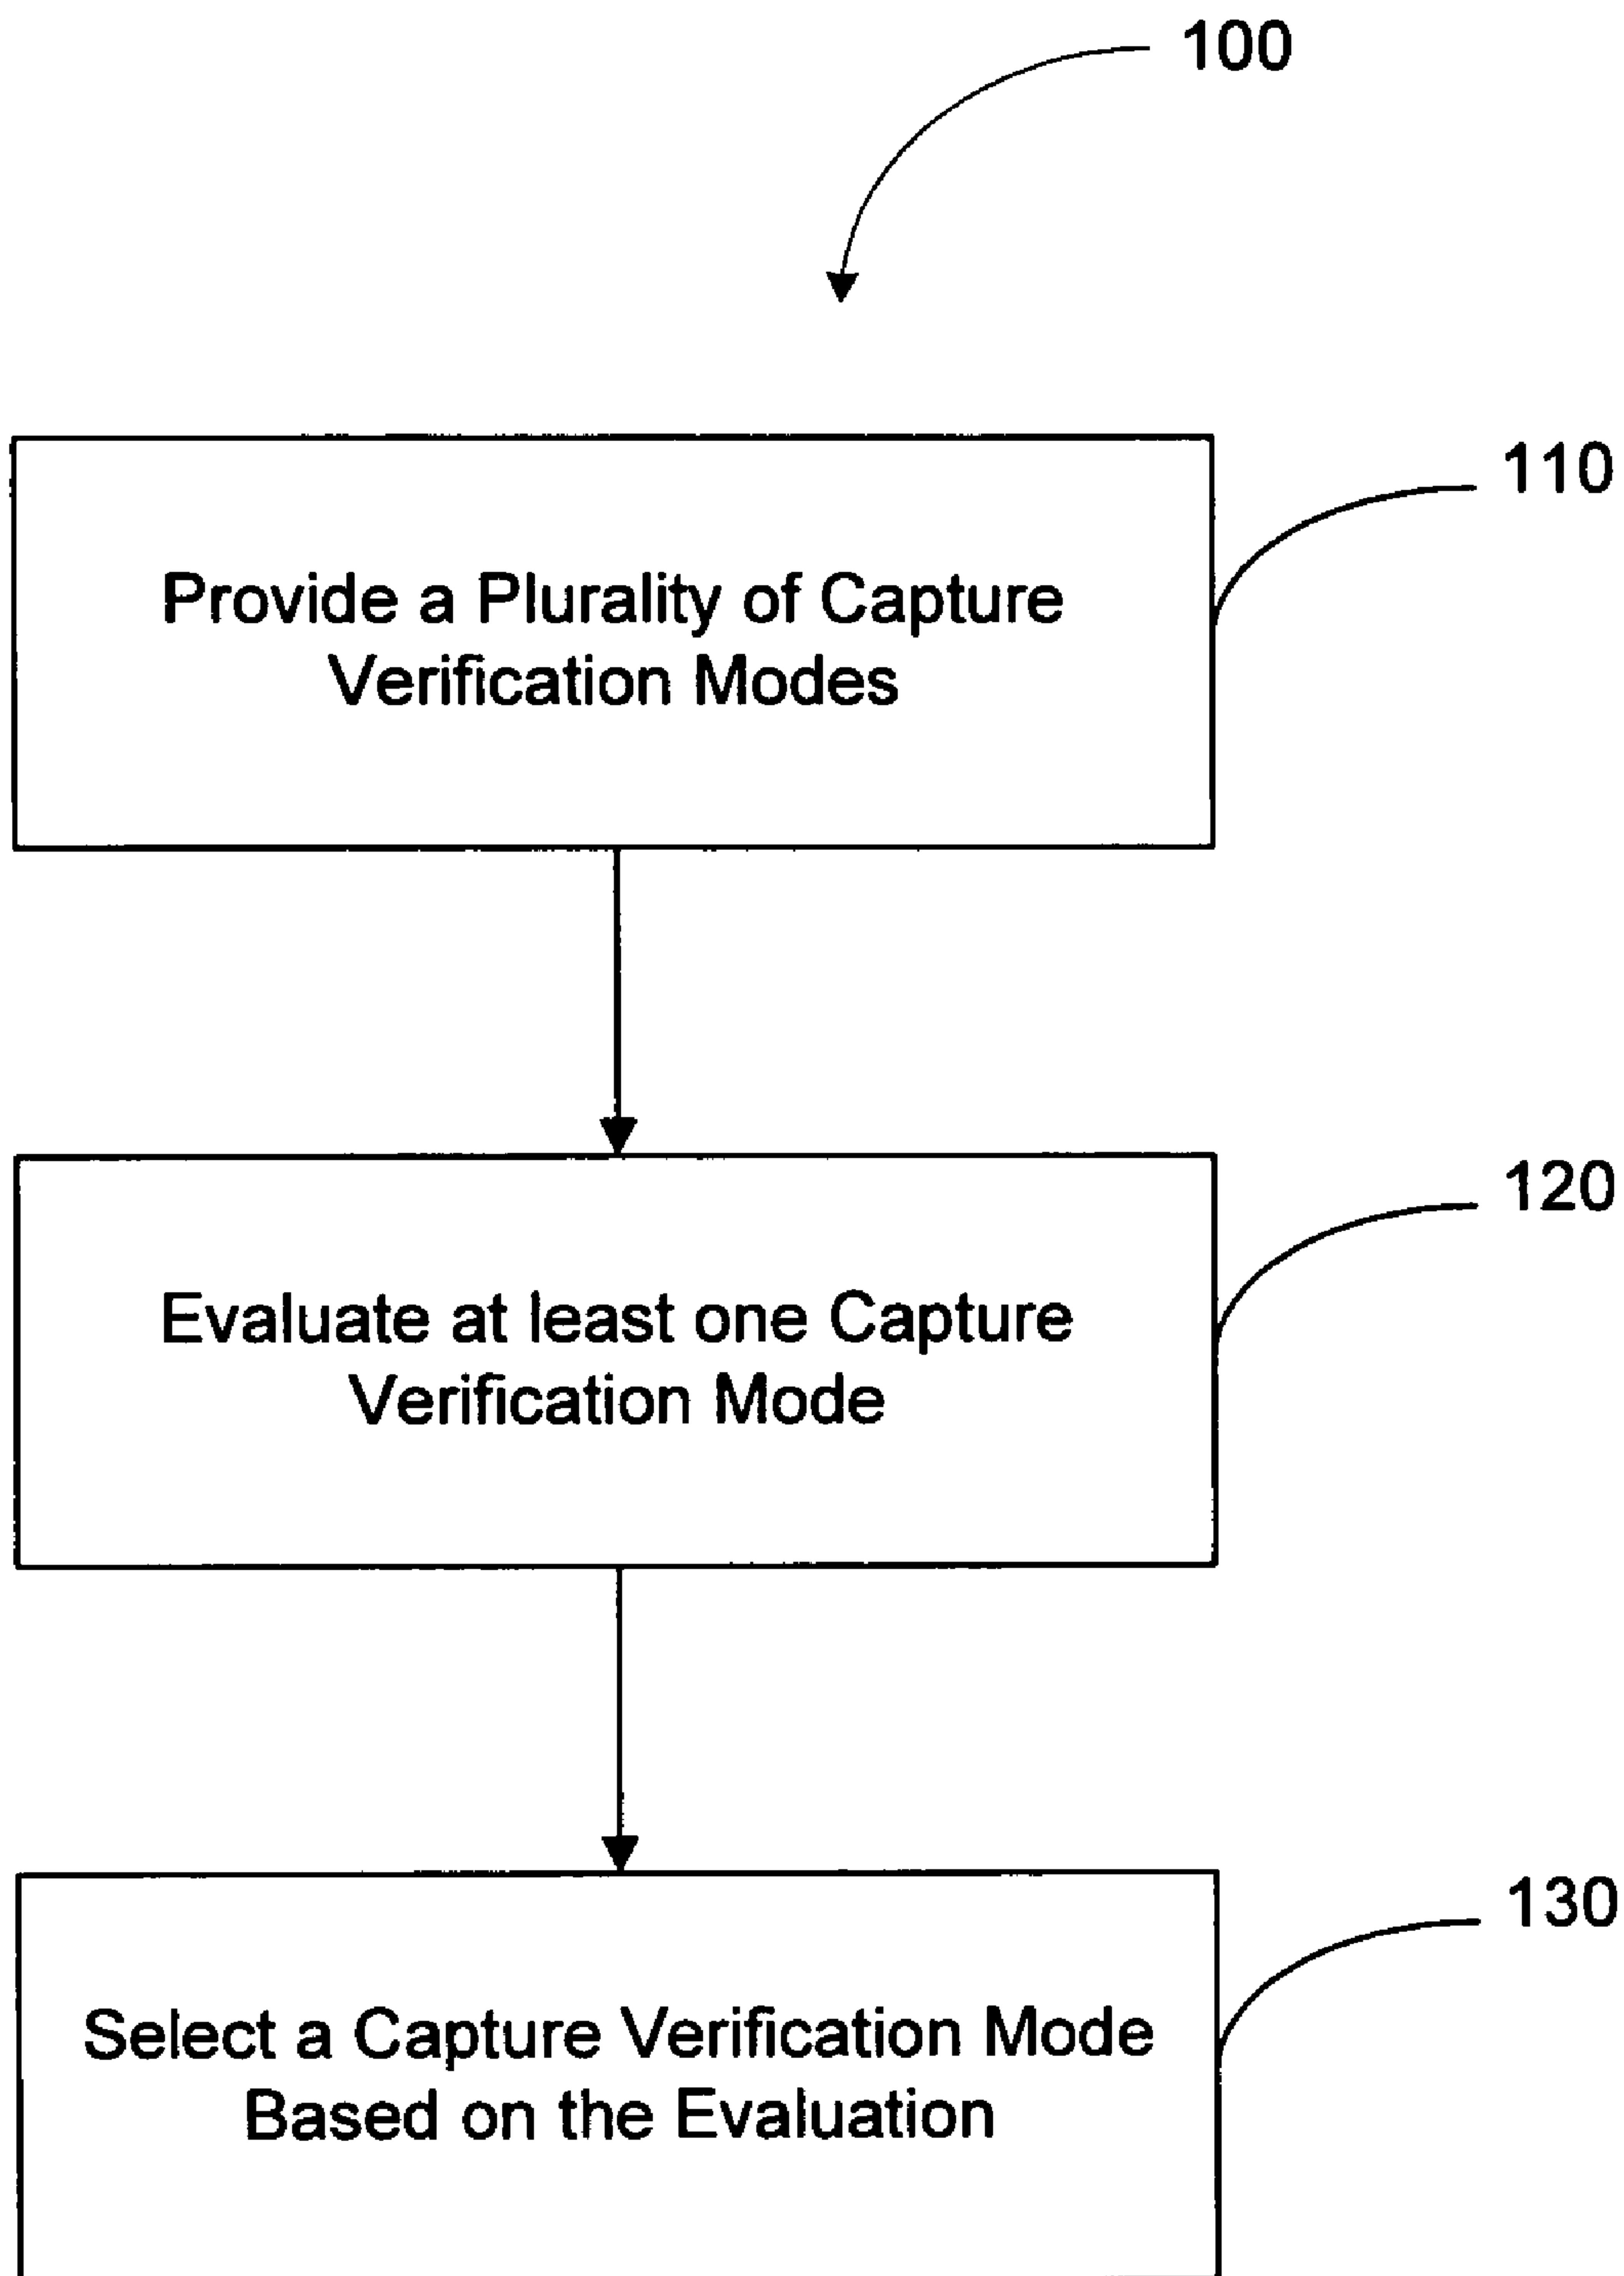 100
110
Provide a Plurality of Capture
Verification Modes
120
Evaluate at least one Capture
Verification Mode
130
Select a Capture Verification Mode
Based on the Evaluation